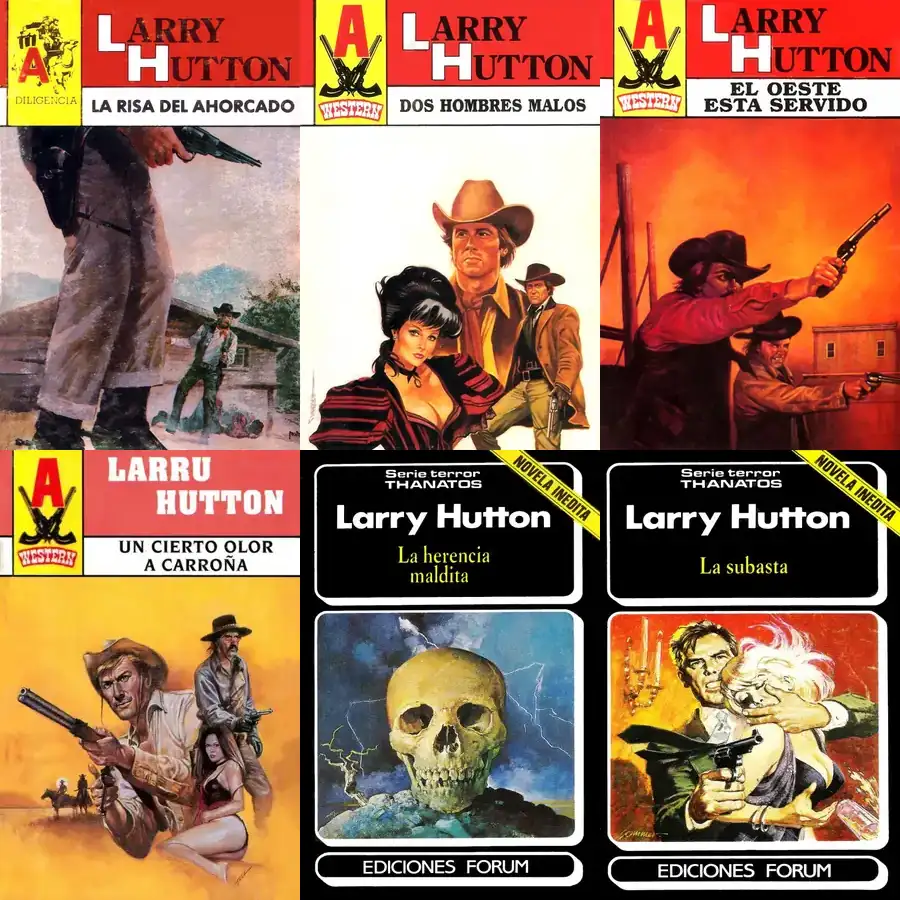 A
DILIGENCIA
LARRY
HUTTON
LA RISA DEL AHORCADO
A
WESTERN
LARRY
HUTTON
DOS HOMBRES MALOS
A
WESTERN
LARRY
HUTTON
EL OESTE
ESTA SERVIDO
A
WESTERN
LARRU
HUTTON
UN CIERTO OLOR
A CARROÑA
Serie terror
THANATOS
NOVELA INEDITA
Larry Hutton
La herencia
maldita
EDICIONES FORUM
Serie terror
THANATOS
NOVELA INEDITA
Larry Hutton
La subasta
EDICIONES FORUM